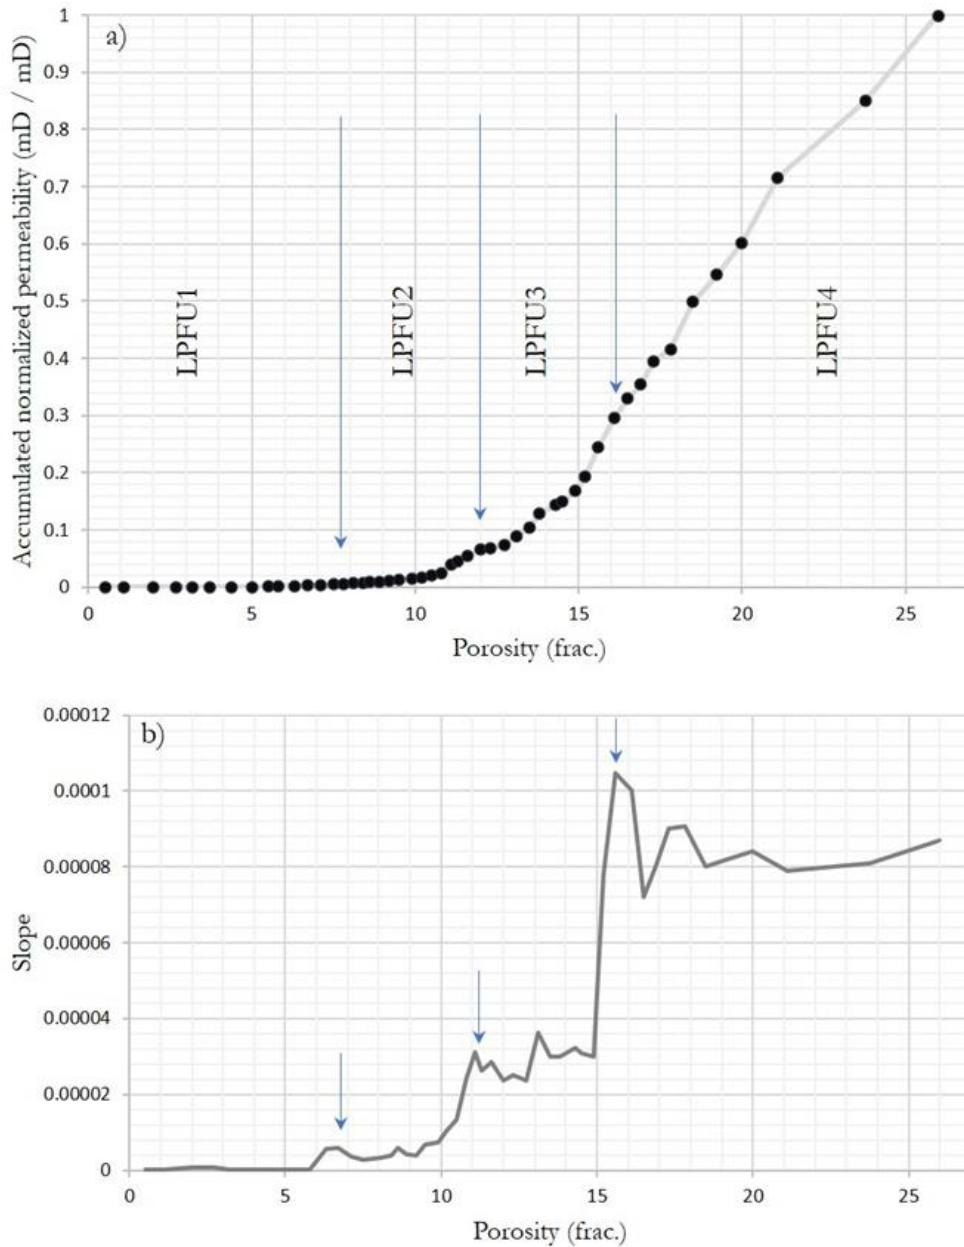 a)
Accumulated normalized permeability (mD / mD)
1
0.9
0.8
0.7
0.6
0.5
0.4
0.3
0.2
0.1
0
LPFU1
LPFU2
LPFU3
LPFU4
0 5 10 15 20 25
Porosity (frac.)
b)
Slope
0.00012
0.0001
0.00008
0.00006
0.00004
0.00002
0
0 5 10 15 20 25
Porosity (frac.)